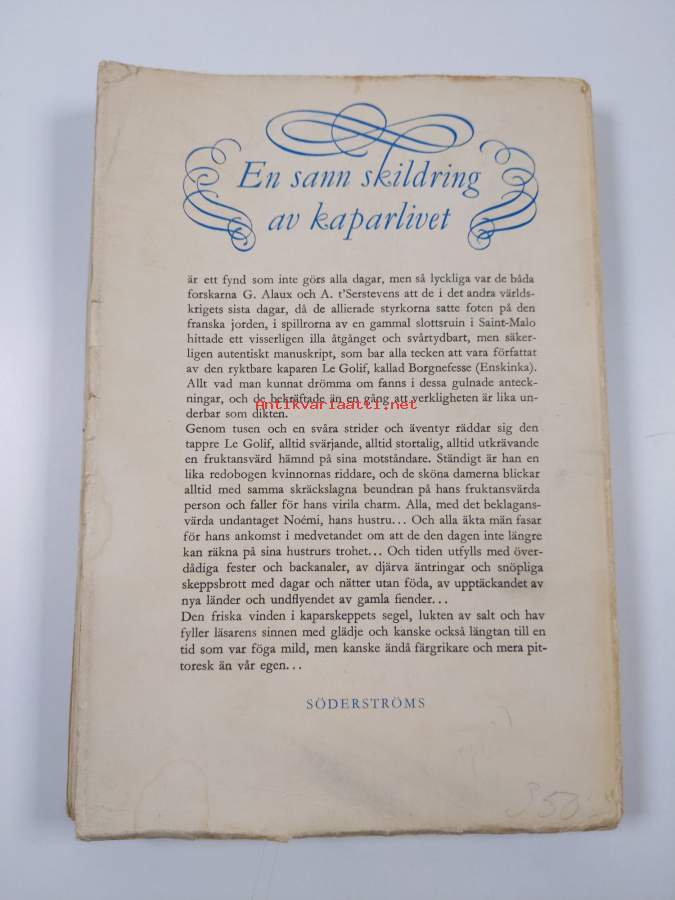 En sann skildring
av kaparlivet
är ett fynd som inte görs alla dagar, men så lyckliga var de båda
forskarna G. Alaux och A. t'Serstevens att de i det andra världs-
krigets sista dagar, då de allierade styrkorna satte foten på den
franska jorden, i spillrorna av en gammal slottsruin i Saint-Malo
hittade ett visserligen illa åtgånget och svårtydbart, men säker-
ligen autentiskt manuskript, som bar alla tecken att vara författat
av den ryktbare kaparen Le Golif, kallad Borgnefesse (Enskinka).
Allt vad man kunnat drömma om fanns i dessa gulnade anteck-
ningar, och de bekräftade än en gång att verkligheten är lika un-
Antikvariaatti.net
derbar som dikten.
Genom tusen och en svåra strider och äventyr räddar sig den
tappre Le Golif, alltid svärjande, alltid stortalig, alltid utkrävande
en fruktansvärd hämnd på sina motståndare. Ständigt är han en
lika redobogen kvinnornas riddare, och de sköna damerna blickar
alltid med samma skräckslagna beundran på hans fruktansvärda
person och faller för hans virila charm. Alla, med det beklagans-
värda undantaget Noémi, hans hustru... Och alla äkta män fasar
för hans ankomst i medvetandet om att de den dagen inte längre
kan räkna på sina hustrurs trohet... Och tiden utfylls med över-
dådiga fester och backanaler, av djärva äntringar och snöpliga
skeppsbrott med dagar och nätter utan föda, av upptäckandet av
nya länder och undflyendet av gamla fiender...
Den friska vinden i kaparskeppets segel, lukten av salt och hav
fyller läsarens sinnen med glädje och kanske också längtan till en
tid som var föga mild, men kanske ändå färgrikare och mera pit-
toresk än vår egen...
SÖDERSTRÖMS
350